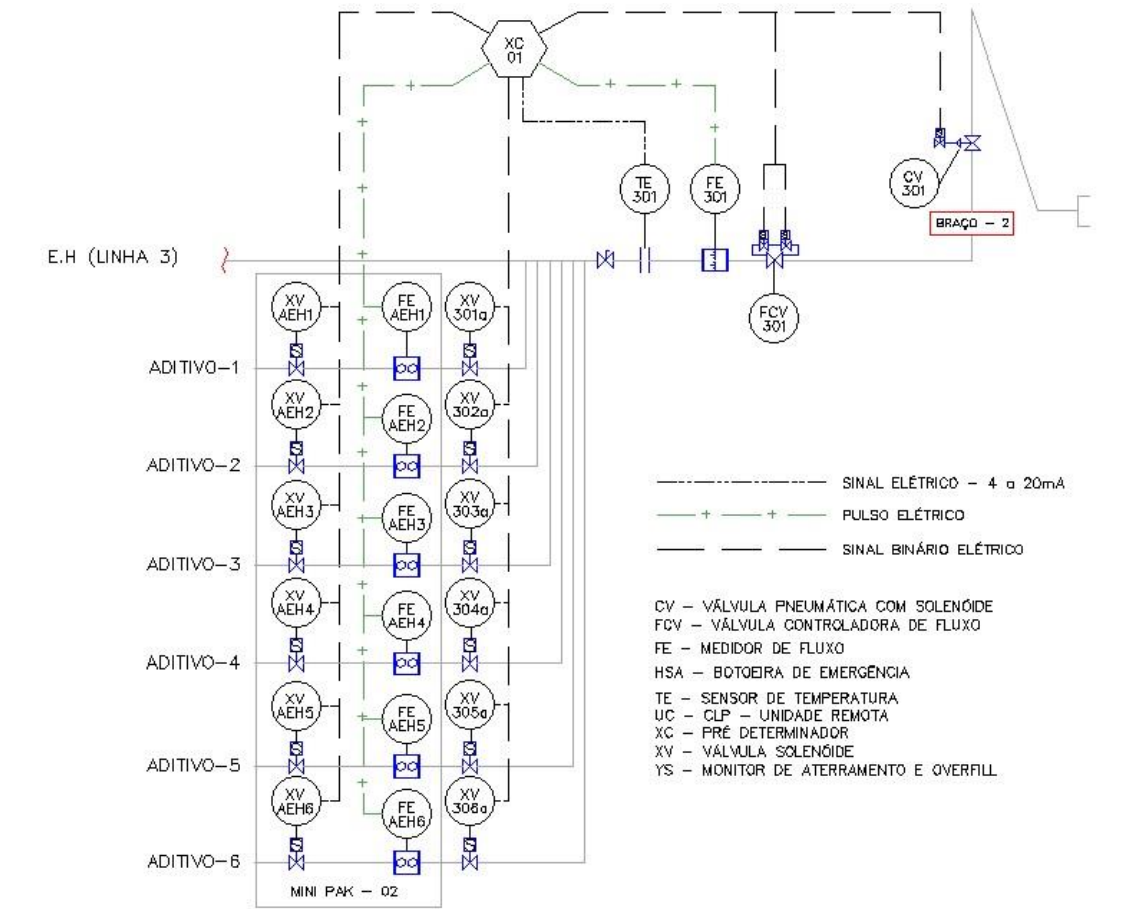 XC
01
TE
301
FE
301
CV
301
BRAÇO - 2
E.H (LINHA 3)
FCV
301
XV
AEH1
FE
AEH1
XV
301a
ADITIVO-1
XV
AEH2
FE
AEH2
XV
302a
ADITIVO-2
XV
AEH3
FE
AEH3
XV
303a
ADITIVO-3
XV
AEH4
FE
AEH4
XV
304a
ADITIVO-4
XV
AEH5
FE
AEH5
XV
305a
ADITIVO-5
XV
AEH6
FE
AEH6
XV
306a
ADITIVO-6
MINI PAK - 02
SINAL ELÉTRICO - 4 a 20mA
PULSO ELÉTRICO
SINAL BINÁRIO ELÉTRICO
CV - VÁLVULA PNEUMÁTICA COM SOLENÓIDE
FCV - VÁLVULA CONTROLADORA DE FLUXO
FE - MEDIDOR DE FLUXO
HSA - BOTOEIRA DE EMERGÊNCIA
TE - SENSOR DE TEMPERATURA
UC - CLP - UNIDADE REMOTA
XC - PRÉ DETERMINADOR
XV - VÁLVULA SOLENÓIDE
YS - MONITOR DE ATERRAMENTO E OVERFILL